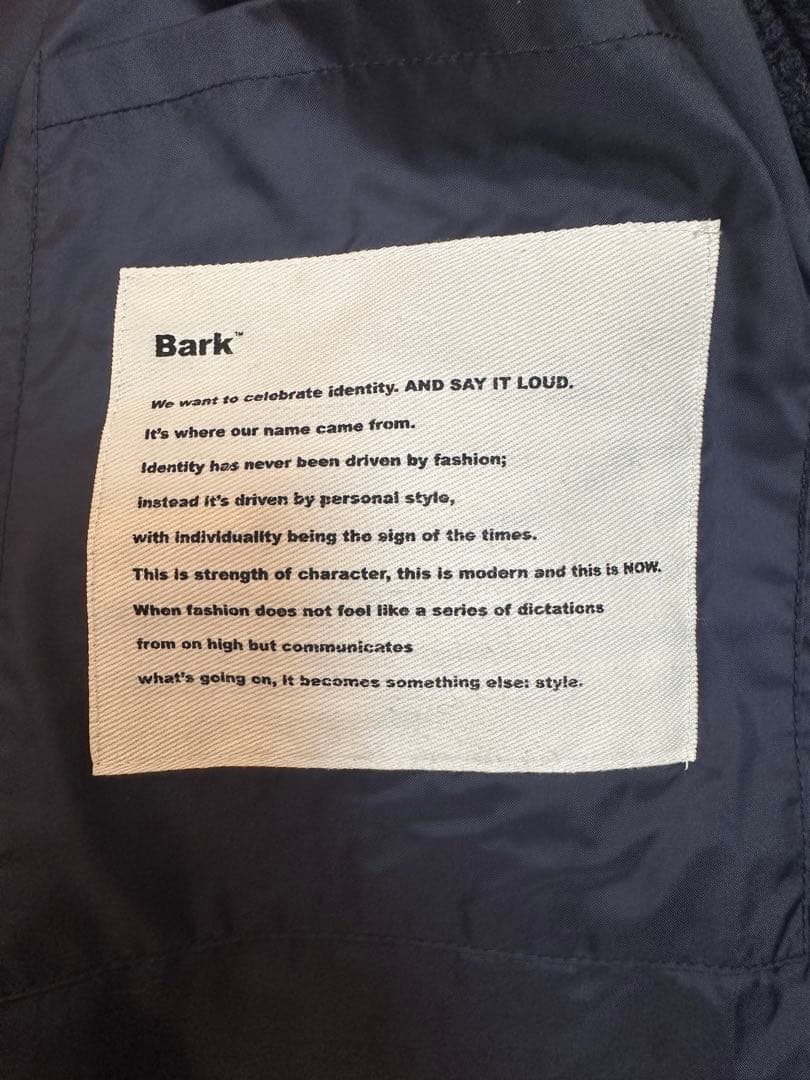 Bark™
We want to celebrate identity. AND SAY IT LOUD.
It's where our name came from.
Identity has never been driven by fashion;
instead it's driven by personal style,
with individuality being the sign of the times.
This is strength of character, this is modern and this is NOW.
When fashion does not feel like a series of dictations
from on high but communicates
what's going on, it becomes something else: style.